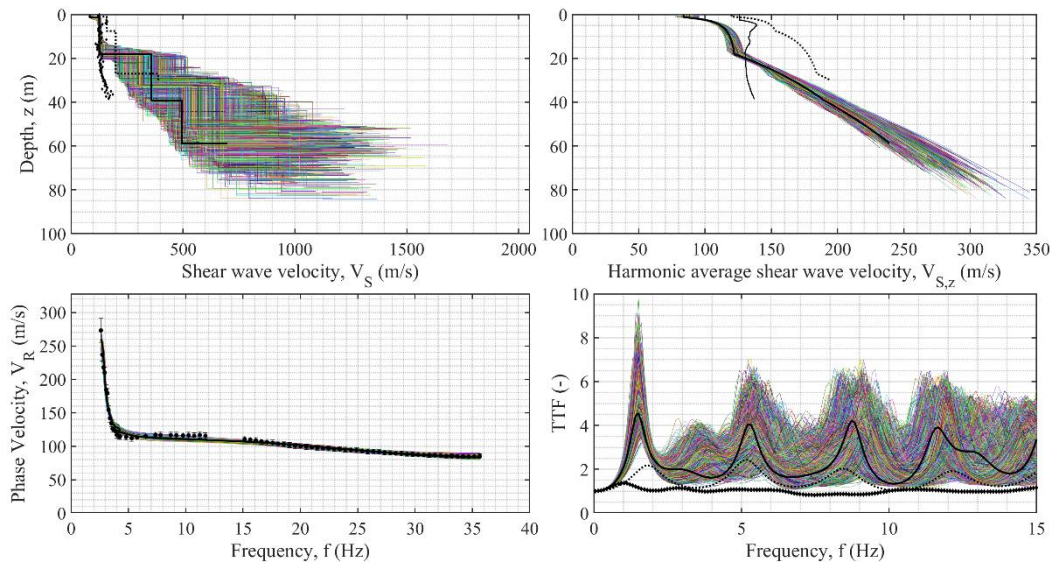 0
20
40
60
80
100
Depth, z (m)
0 500 1000 1500 2000
Shear wave velocity, V_S (m/s)
0
20
40
60
80
100
0 50 100 150 200 250 300 350
Harmonic average shear wave velocity, V_S,z (m/s)
300
250
200
150
100
50
0
Phase Velocity, V_R (m/s)
0 5 10 15 20 25 30 35 40
Frequency, f (Hz)
10
8
6
4
2
0
TTF (-)
0 5 10 15
Frequency, f (Hz)